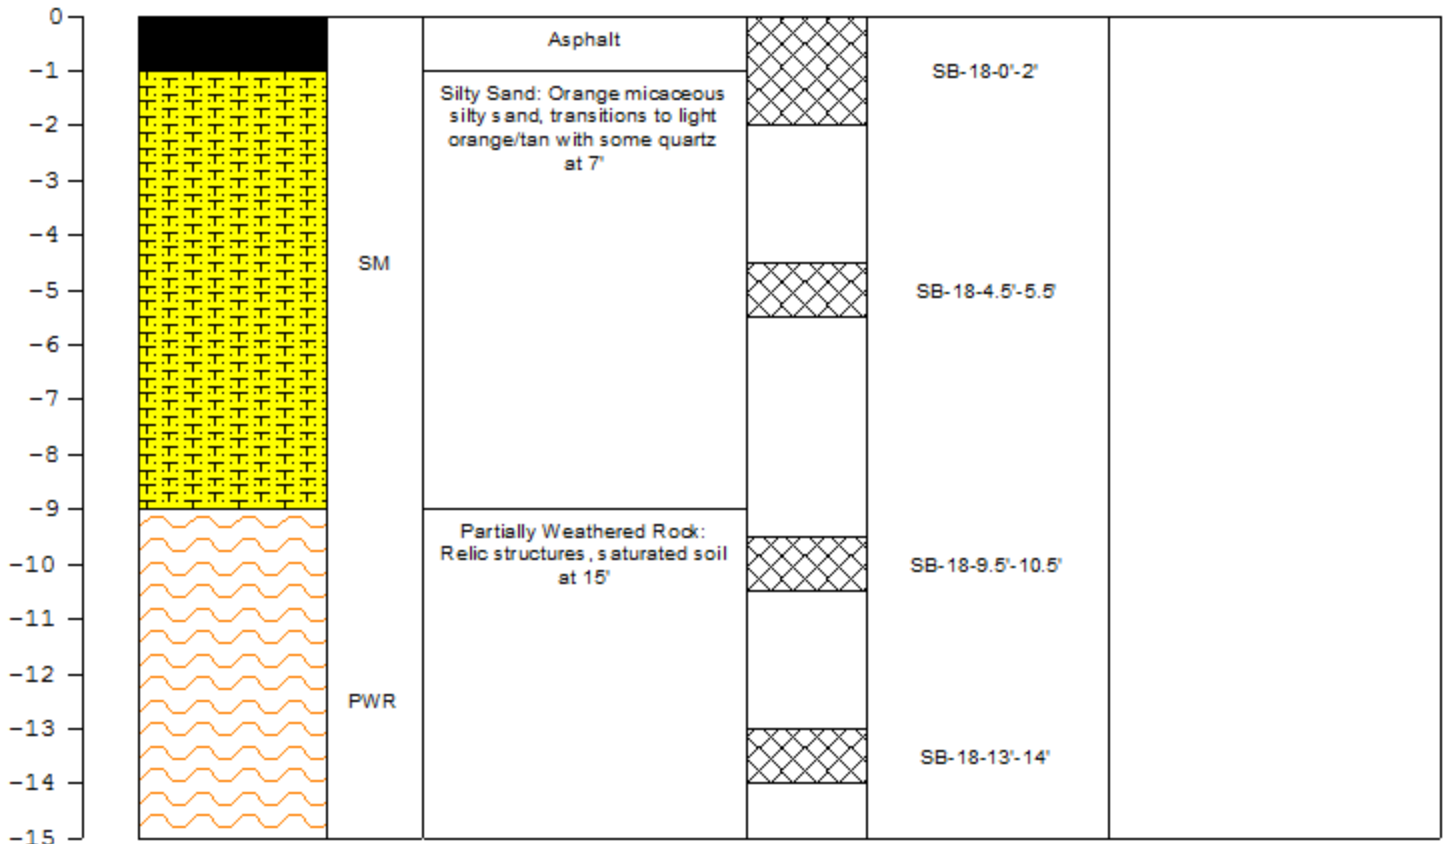 0
-1
-2
-3
-4
-5
-6
-7
-8
-9
-10
-11
-12
-13
-14
-15
SM
PWR
Asphalt
Silty Sand: Orange micaceous
silty sand, transitions to light
orange/tan with some quartz
at 7'
Partially Weathered Rock:
Relic structures, saturated soil
at 15'
SB-18-0'-2'
SB-18-4.5'-5.5'
SB-18-9.5'-10.5'
SB-18-13'-14'